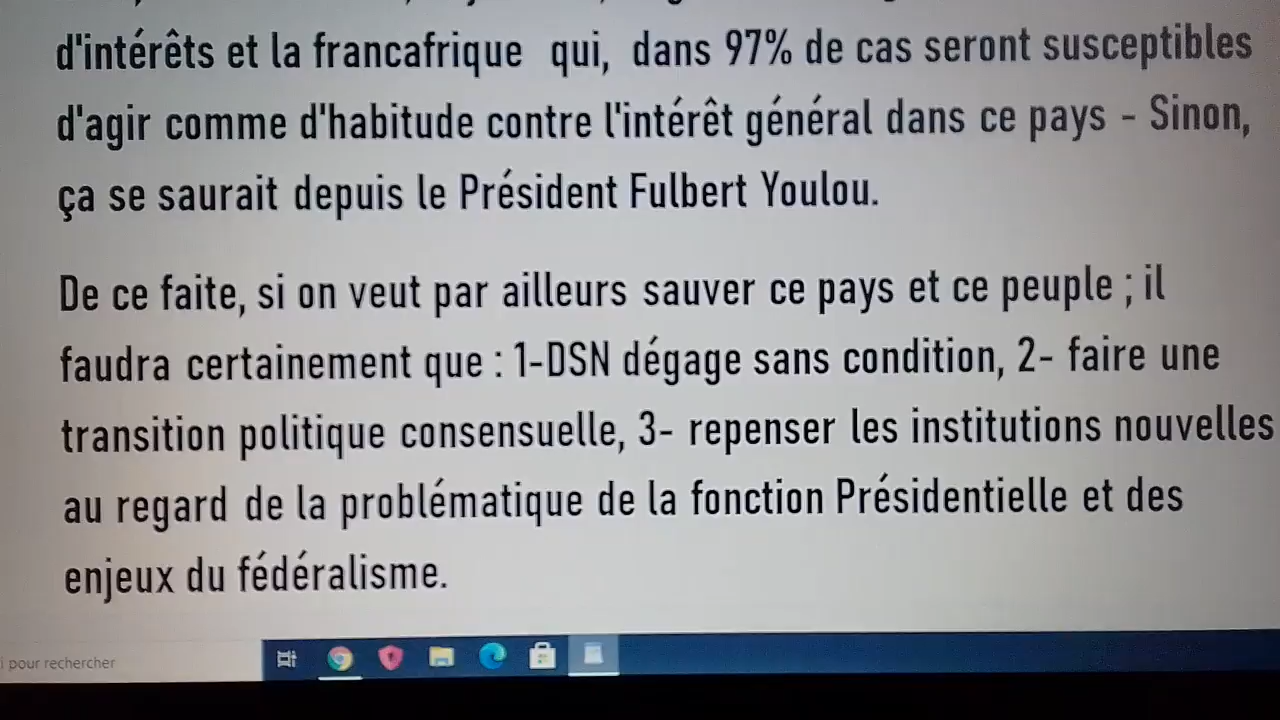 d'intérêts et la francafrique qui, dans 97% de cas seront susceptibles
d'agir comme d'habitude contre l'intérêt général dans ce pays - Sinon,
ça se saurait depuis le Président Fulbert Youlou.
De ce faite, si on veut par ailleurs sauver ce pays et ce peuple ; il
faudra certainement que : 1-DSN dégage sans condition, 2- faire une
transition politique consensuelle, 3- repenser les institutions nouvelles
au regard de la problématique de la fonction Présidentielle et des
enjeux du fédéralisme.
pour rechercher